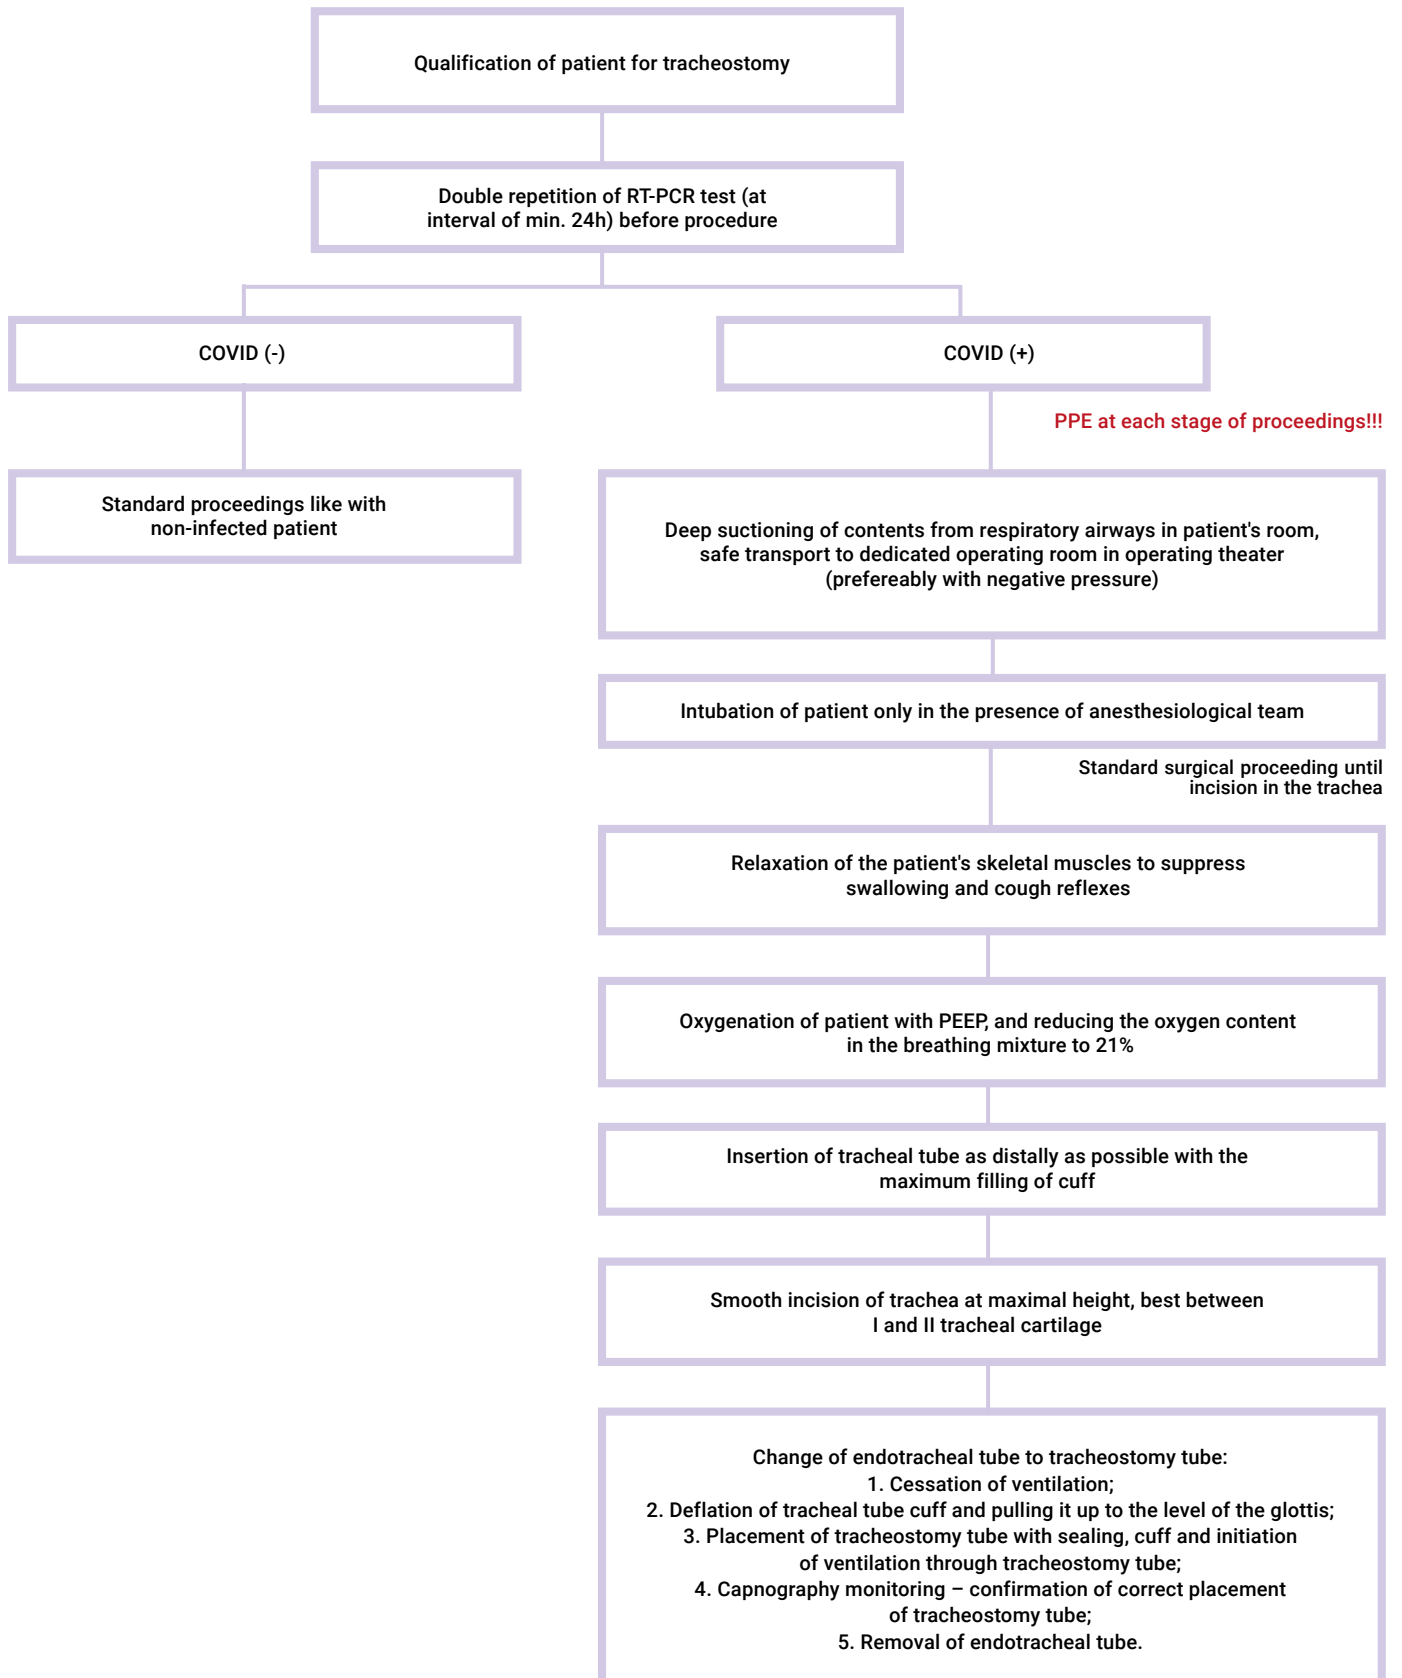 Qualification of patient for tracheostomy
Double repetition of RT-PCR test (at
interval of min. 24h) before procedure
COVID (-)
COVID (+)
PPE at each stage of proceedings!!!
Standard proceedings like with
non-infected patient
Deep suctioning of contents from respiratory airways in patient's room,
safe transport to dedicated operating room in operating theater
(prefereably with negative pressure)
Intubation of patient only in the presence of anesthesiological team
Standard surgical proceeding until
incision in the trachea
Relaxation of the patient's skeletal muscles to suppress
swallowing and cough reflexes
Oxygenation of patient with PEEP, and reducing the oxygen content
in the breathing mixture to 21%
Insertion of tracheal tube as distally as possible with the
maximum filling of cuff
Smooth incision of trachea at maximal height, best between
I and II tracheal cartilage
Change of endotracheal tube to tracheostomy tube:
1. Cessation of ventilation;
2. Deflation of tracheal tube cuff and pulling it up to the level of the glottis;
3. Placement of tracheostomy tube with sealing, cuff and initiation
of ventilation through tracheostomy tube;
4. Capnography monitoring – confirmation of correct placement
of tracheostomy tube;
5. Removal of endotracheal tube.